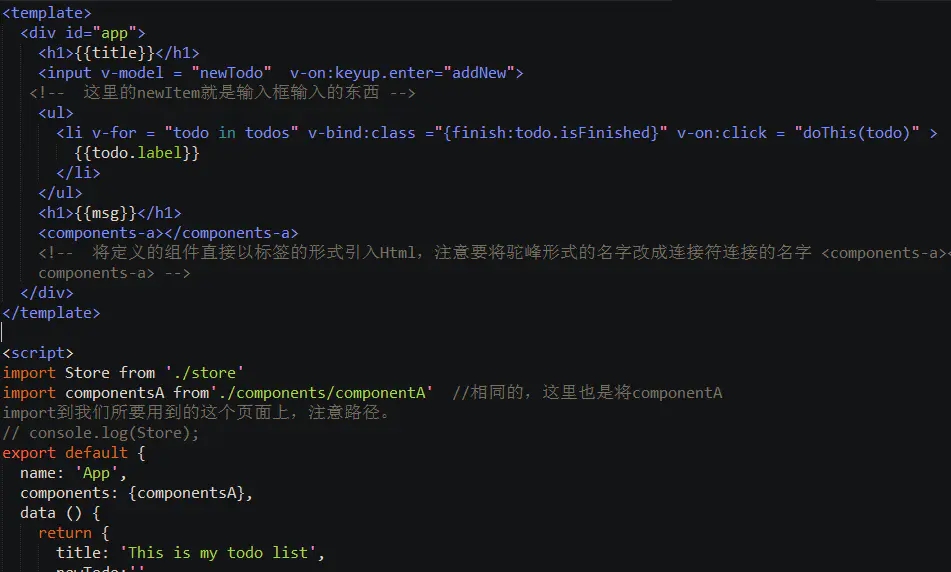 <template>
<div id="app">
<h1>{{title}}</h1>
<input v-model = "newTodo"  v-on:keyup.enter="addNew">
<!--  这里的newItem就是输入框输入的东西 -->
<ul>
<li v-for = "todo in todos" v-bind:class ="{finish:todo.isFinished}" v-on:click = "doThis(todo)" >
{{todo.label}}
</li>
</ul>
<h1>{{msg}}</h1>
<components-a></components-a>
<!--  将定义的组件直接以标签的形式引入Html，注意要将驼峰形式的名字改成连接符连接的名字 <components-a><
components-a> -->
</div>
</template>
<script>
import Store from './store'
import componentsA from'./components/componentA'  //相同的，这里也是将componentA
import到我们所要用到的这个页面上，注意路径。
// console.log(Store);
export default {
name: 'App',
components: {componentsA},
data () {
return {
title: 'This is my todo list',
newTodo:''